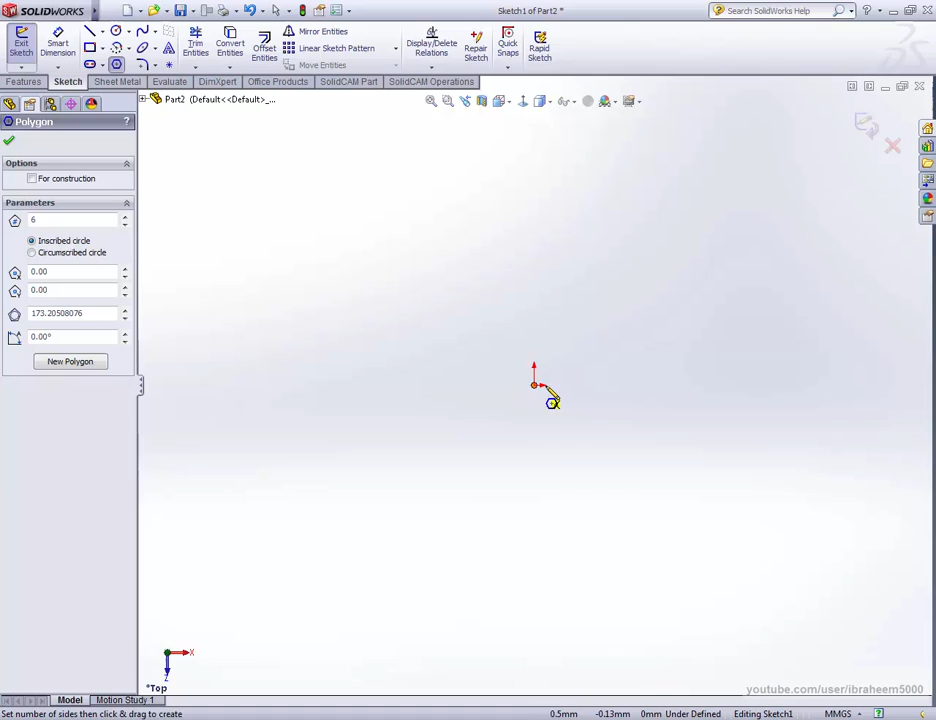 SOLIDWORKS
Sketch1 of Part2 *
Search SolidWorks Help
Exit Sketch
Smart Dimension
Trim Entities
Convert Entities
Offset Entities
Mirror Entities
Linear Sketch Pattern
Move Entities
Display/Delete Relations
Repair Sketch
Quick Snaps
Rapid Sketch
Features Sketch Sheet Metal Evaluate DimXpert Office Products SolidCAM Part SolidCAM Operations
Part2 (Default<<Default>_...
Polygon ?
Options
For construction
Parameters
6
Inscribed circle
Circumscribed circle
0.00
0.00
173.20508076
0.00°
New Polygon
X
Z
*Top
youtube.com/user/ibraheem5000
Model Motion Study 1
Set number of sides then click & drag to create 0.5mm -0.13mm 0mm Under Defined Editing Sketch1 MMGS ?